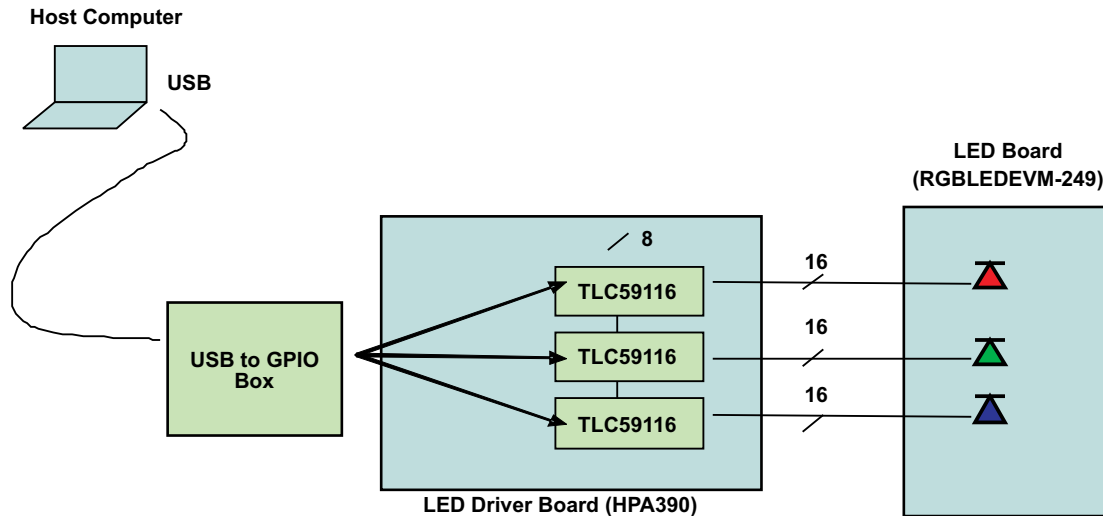 Host Computer
USB
LED Board
(RGBLEDEVM-249)
8
16
TLC59116
16
USB to GPIO
Box
TLC59116
16
TLC59116
LED Driver Board (HPA390)